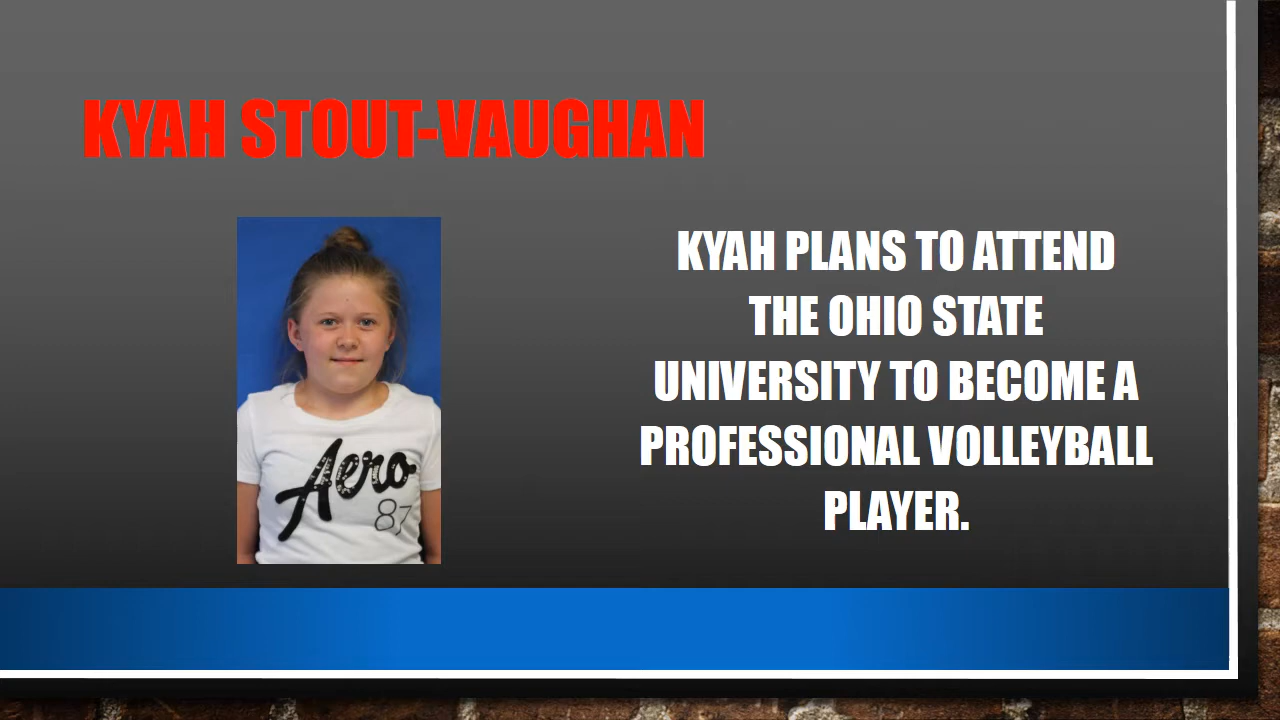 KYAH STOUT-VAUGHAN
KYAH PLANS TO ATTEND
THE OHIO STATE
UNIVERSITY TO BECOME A
PROFESSIONAL VOLLEYBALL
PLAYER.
Aero
87